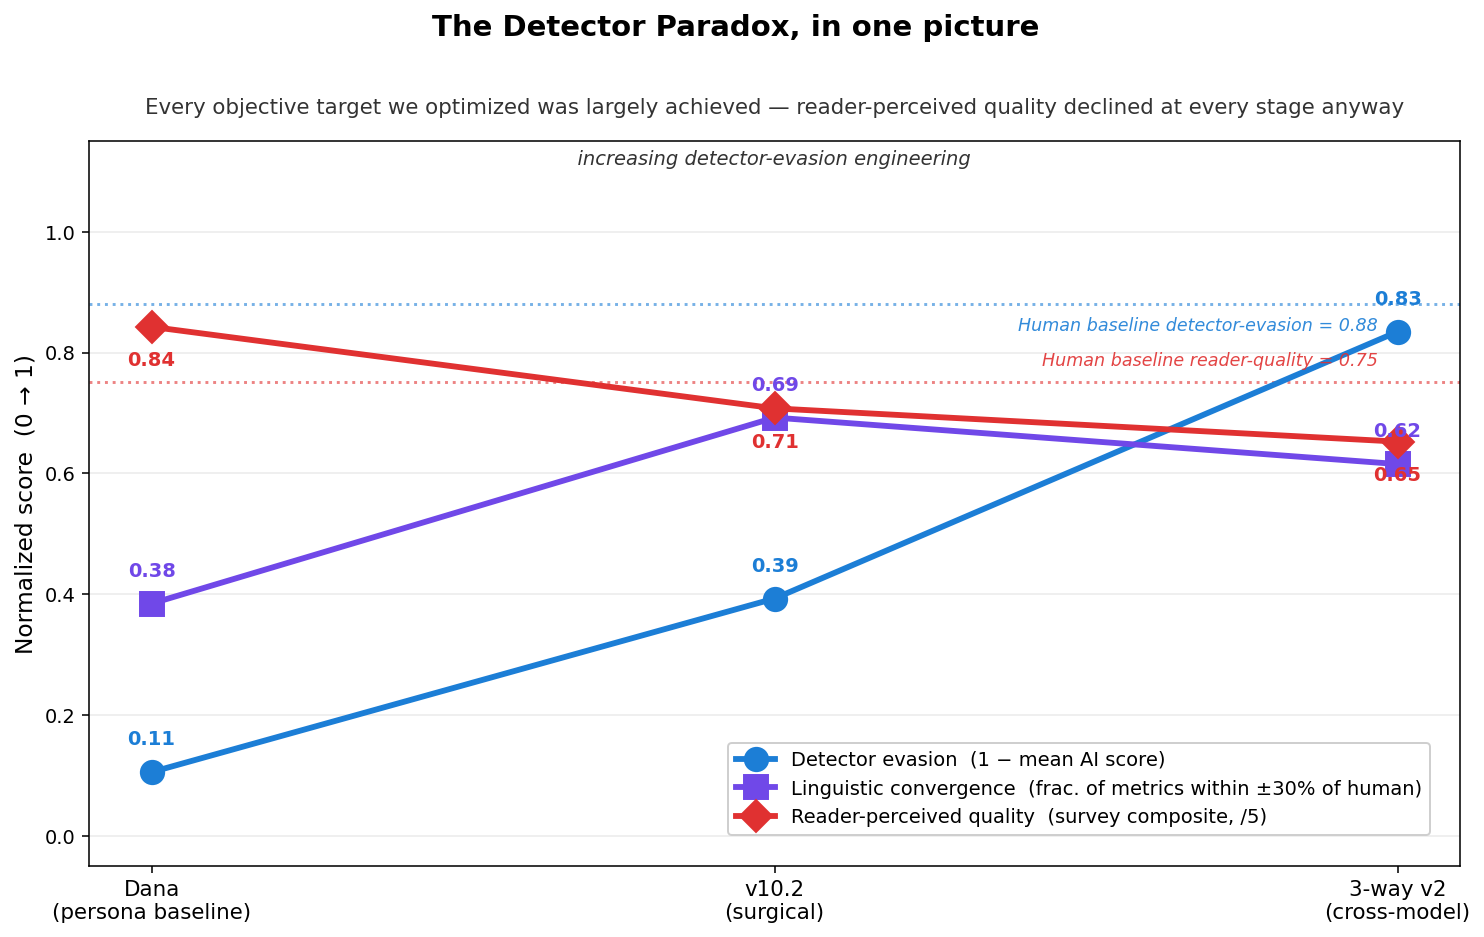 The Detector Paradox, in one picture
Every objective target we optimized was largely achieved — reader-perceived quality declined at every stage anyway
increasing detector-evasion engineering
Normalized score (0 → 1)
1.0
0.8
0.6
0.4
0.2
0.0
0.84
0.38
0.11
0.69
0.71
0.39
0.83
Human baseline detector-evasion = 0.88
Human baseline reader-quality = 0.75
0.62
0.65
Detector evasion (1 − mean AI score)
Linguistic convergence (frac. of metrics within ±30% of human)
Reader-perceived quality (survey composite, /5)
Dana
(persona baseline)
v10.2
(surgical)
3-way v2
(cross-model)